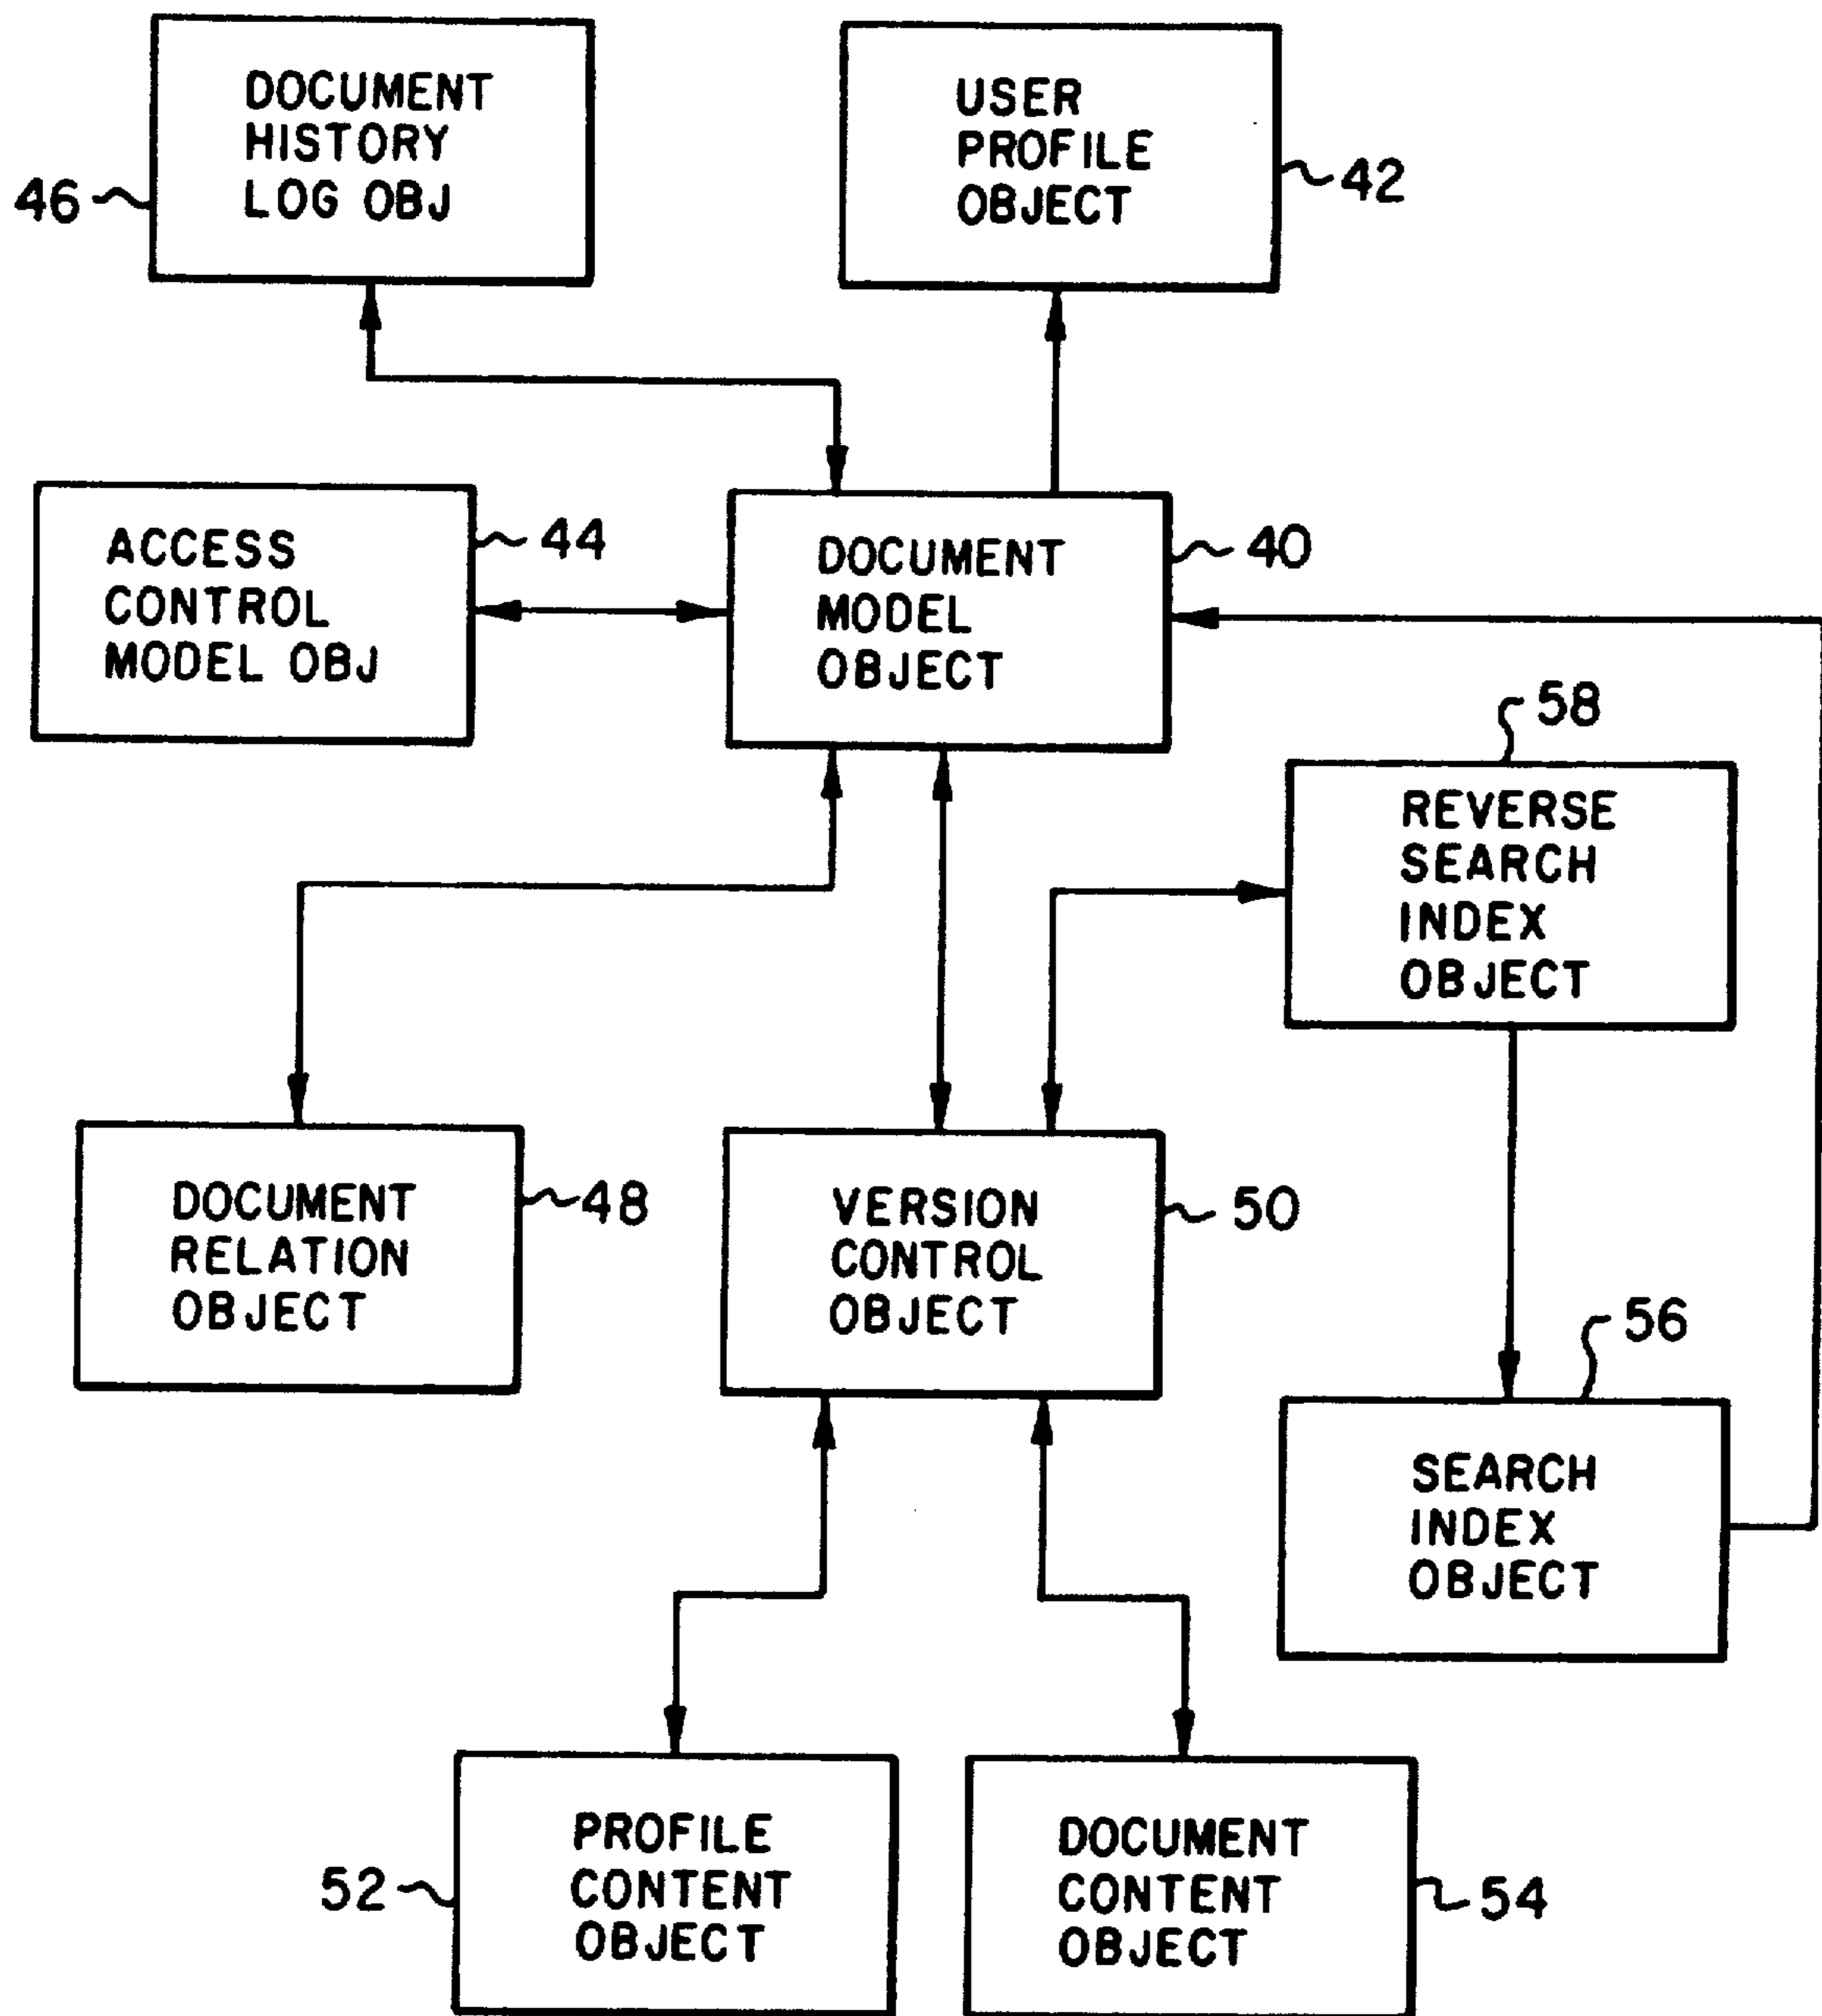 DOCUMENT
HISTORY
LOG OBJ
46
USER
PROFILE
OBJECT
42
ACCESS
CONTROL
MODEL OBJ
44
DOCUMENT
MODEL
OBJECT
40
58
REVERSE
SEARCH
INDEX
OBJECT
DOCUMENT
RELATION
OBJECT
48
VERSION
CONTROL
OBJECT
50
56
SEARCH
INDEX
OBJECT
PROFILE
CONTENT
OBJECT
52
DOCUMENT
CONTENT
OBJECT
54